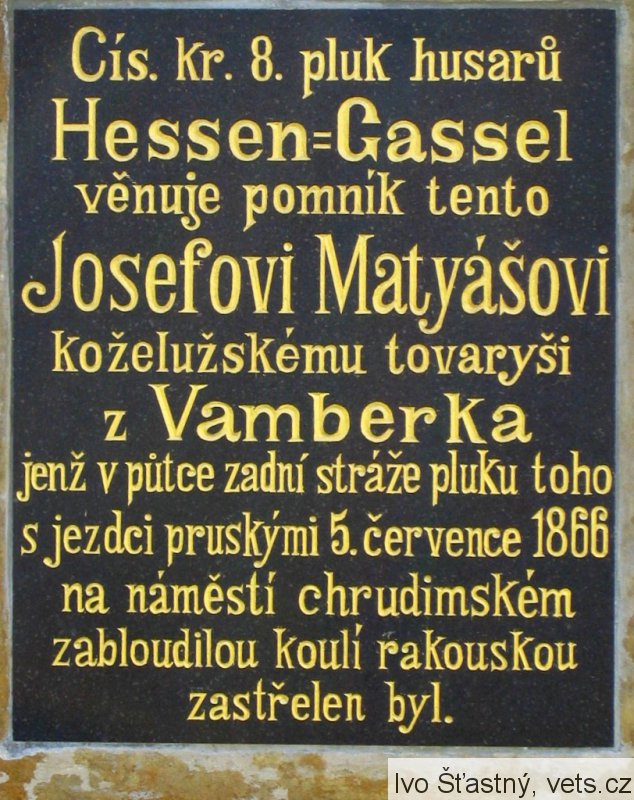 Cís. kr. 8. pluk husarů
Hessen=Gassel
věnuje pomník tento
Josefovi Matyášovi
koželužskému tovaryši
z Vamberka
jenž v půtce zadní stráže pluku toho
s jezdci pruskými 5. července 1866
na náměstí chrudimském
zabloudilou koulí rakouskou
zastřelen byl.
Ivo Šťastný, vets.cz